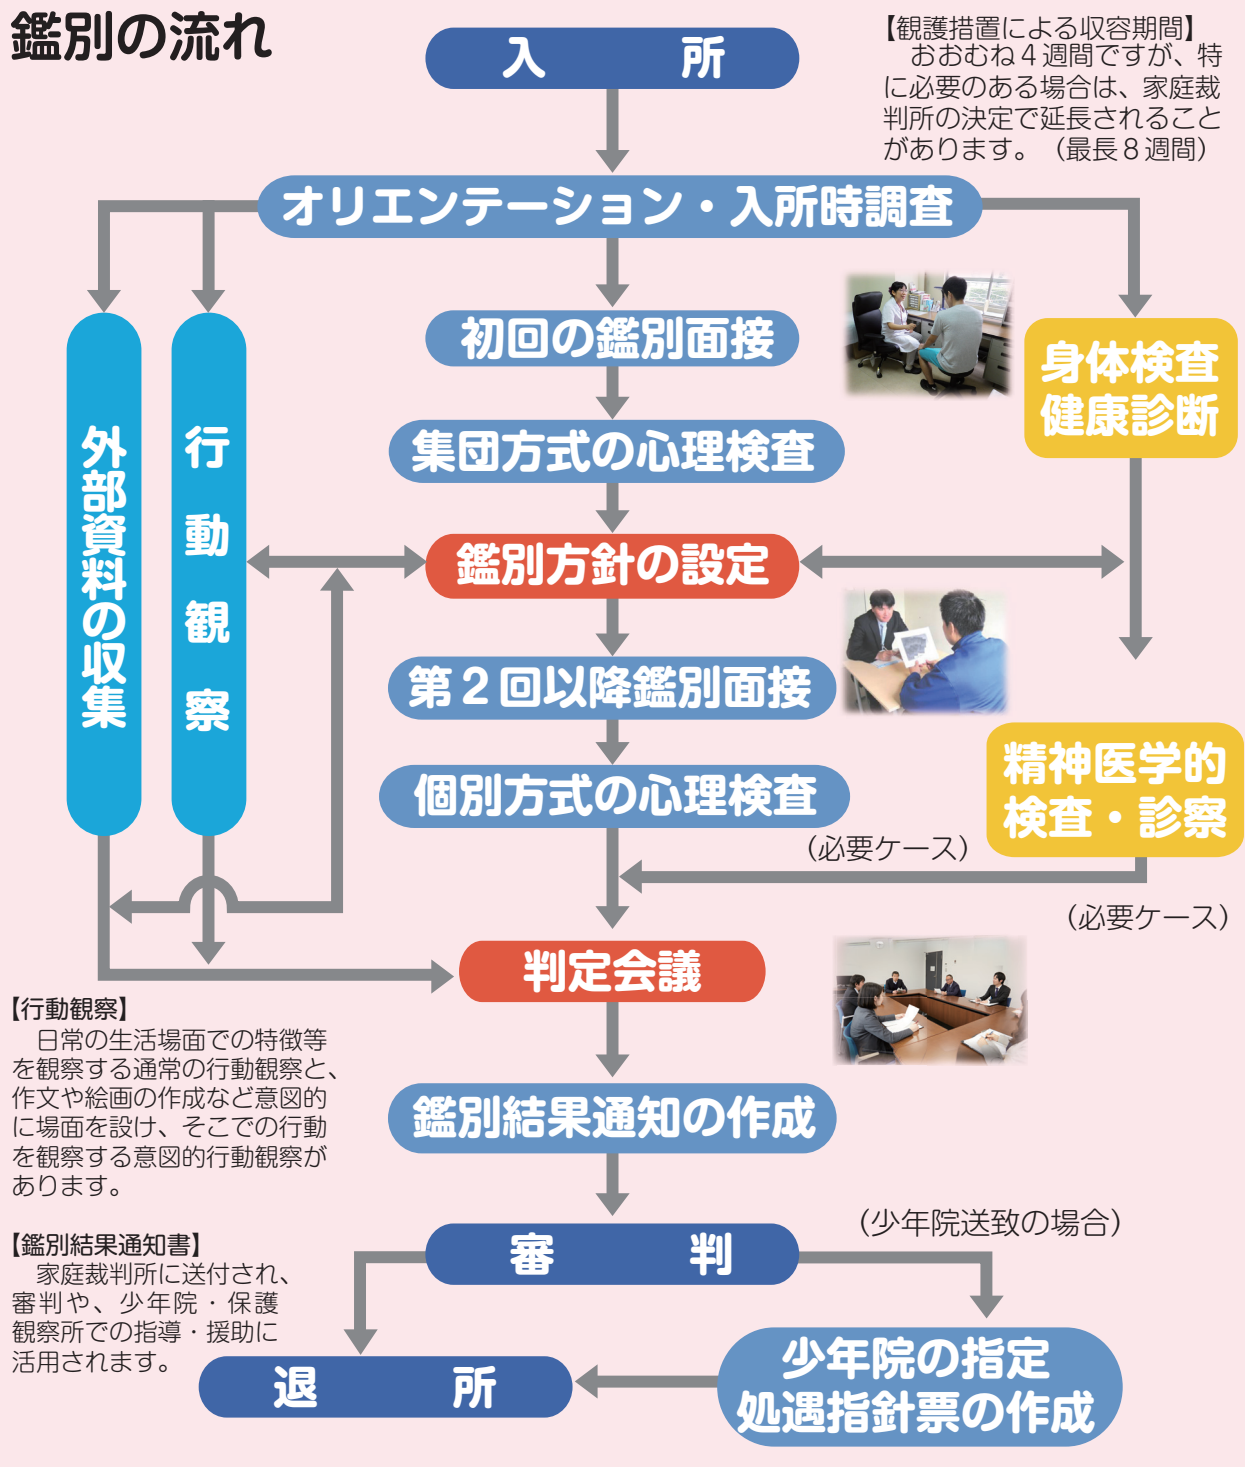 鑑別の流れ
入所
【観護措置による収容期間】
おおむね4週間ですが、特
に必要のある場合は、家庭裁
判所の決定で延長されること
があります。（最長8週間）
オリエンテーション・入所時調査
初回の鑑別面接
身体検査
健康診断
集団方式の心理検査
外部資料の収集
行動観察
鑑別方針の設定
第2回以降鑑別面接
精神医学的
検査・診察
個別方式の心理検査
（必要ケース）
（必要ケース）
判定会議
【行動観察】
日常の生活場面での特徴等
を観察する通常の行動観察と、
作文や絵画の作成など意図的
に場面を設け、そこでの行動
を観察する意図的行動観察が
あります。
鑑別結果通知の作成
審判
（少年院送致の場合）
【鑑別結果通知書】
家庭裁判所に送付され、
審判や、少年院・保護
観察所での指導・援助に
活用されます。
少年院の指定
処遇指針票の作成
退所